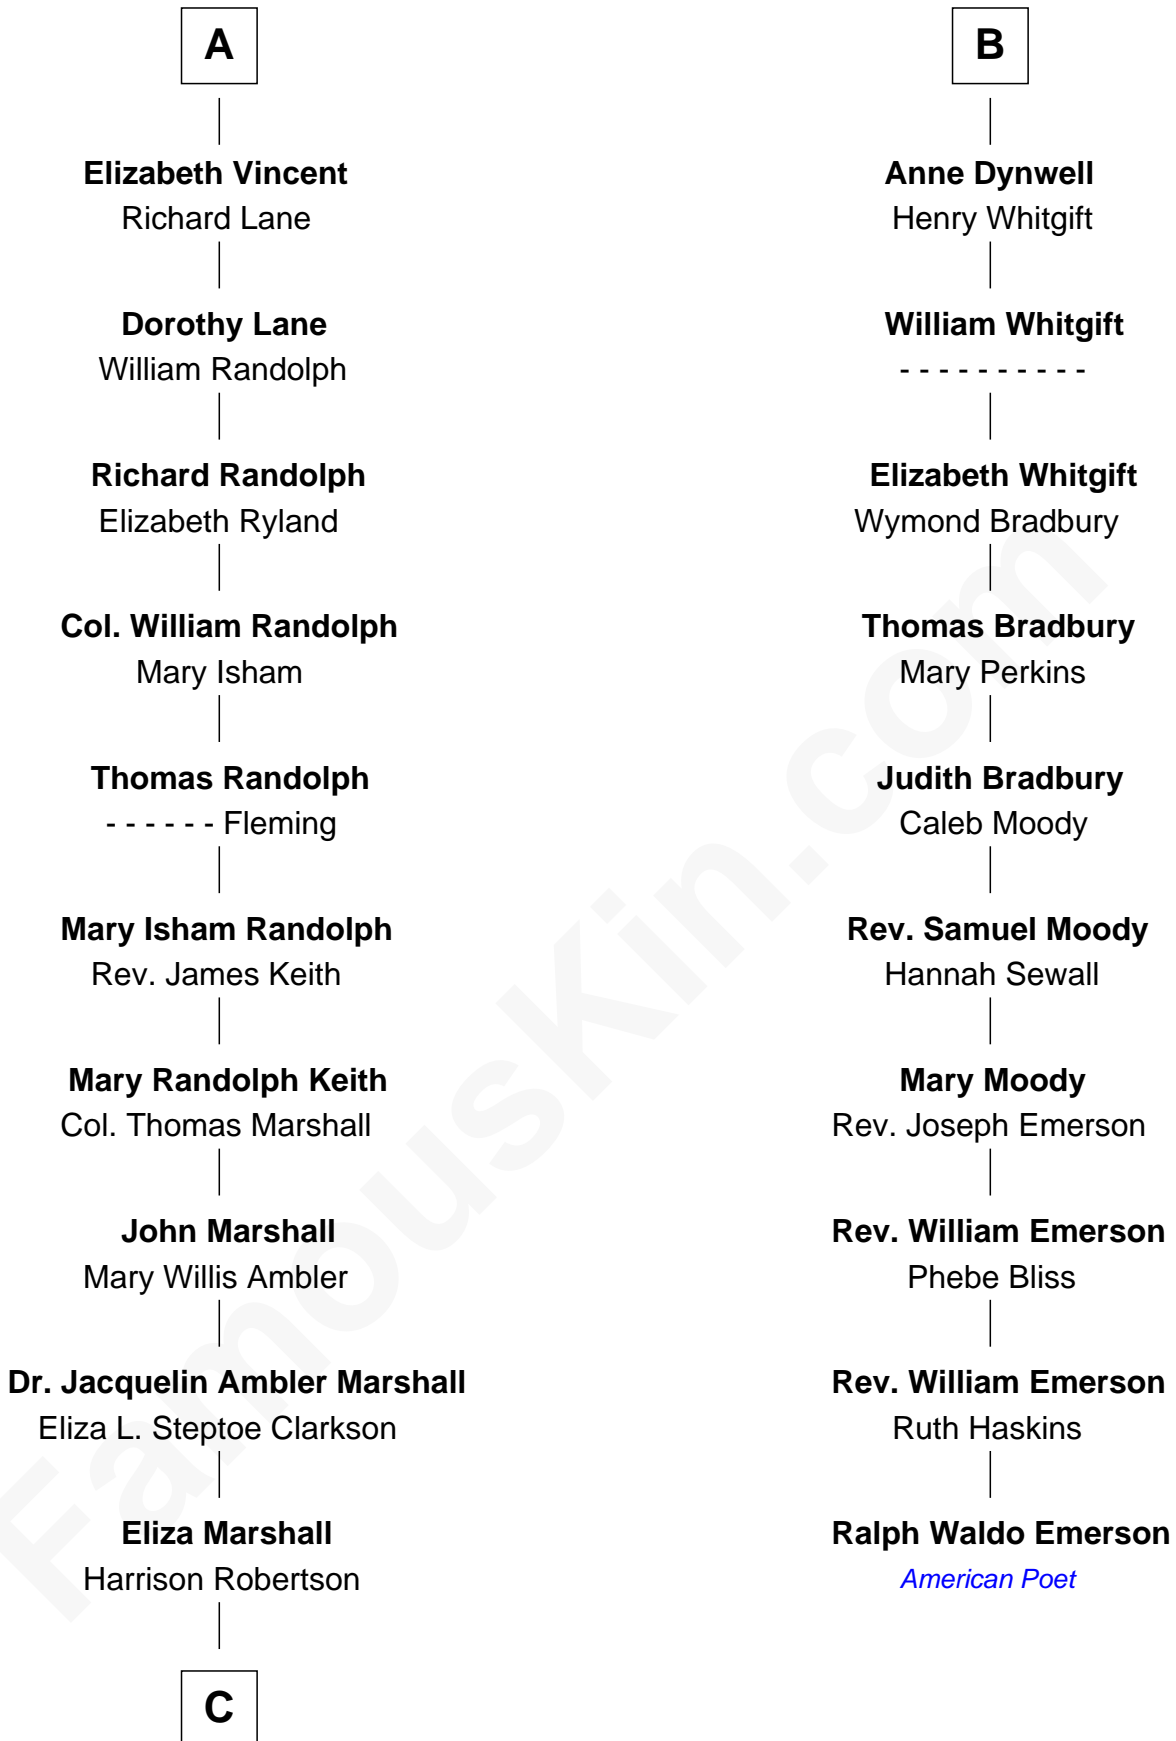 A
Elizabeth Vincent
Richard Lane
Dorothy Lane
William Randolph
Richard Randolph
Elizabeth Ryland
Col. William Randolph
Mary Isham
Thomas Randolph
- - - - - - Fleming
Mary Isham Randolph
Rev. James Keith
Mary Randolph Keith
Col. Thomas Marshall
John Marshall
Mary Willis Ambler
Dr. Jacquelin Ambler Marshall
Eliza L. Steptoe Clarkson
Eliza Marshall
Harrison Robertson
C
B
Anne Dynwell
Henry Whitgift
William Whitgift
- - - - - - - - - -
Elizabeth Whitgift
Wymond Bradbury
Thomas Bradbury
Mary Perkins
Judith Bradbury
Caleb Moody
Rev. Samuel Moody
Hannah Sewall
Mary Moody
Rev. Joseph Emerson
Rev. William Emerson
Phebe Bliss
Rev. William Emerson
Ruth Haskins
Ralph Waldo Emerson
American Poet
FamousKin.com